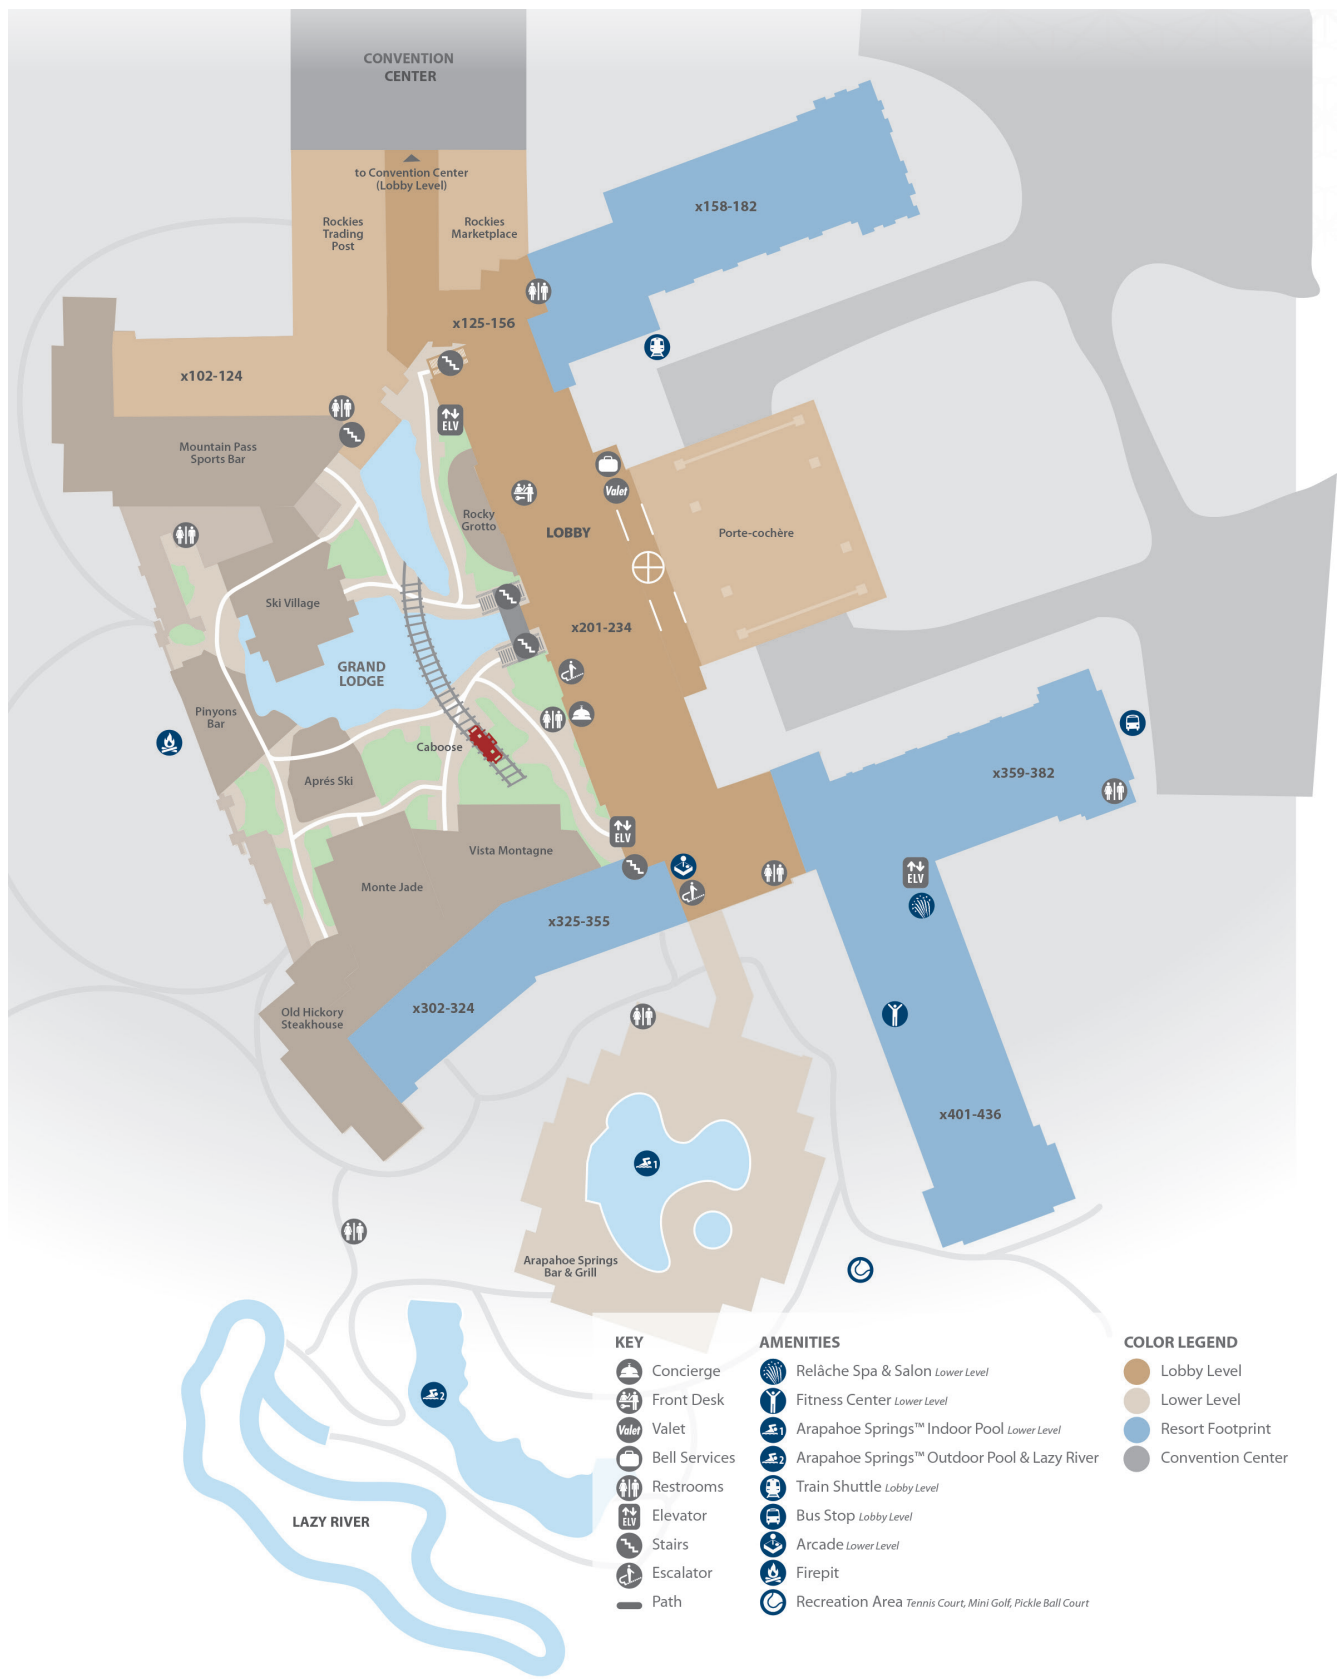 CONVENTION
CENTER
to Convention Center
(Lobby Level)
Rockies
Trading
Post
Rockies
Marketplace
x158-182
x125-156
x102-124
ELV
Mountain Pass
Sports Bar
Valet
Rocky
Grotto
LOBBY
Porte-cochère
Ski Village
x201-234
GRAND
LODGE
Pinyons
Bar
Caboose
Aprés Ski
x359-382
ELV
Vista Montagne
Monte Jade
ELV
x325-355
x302-324
Old Hickory
Steakhouse
x401-436
1
Arapahoe Springs
Bar & Grill
2
LAZY RIVER
KEY
Concierge
Front Desk
Valet Valet
Bell Services
Restrooms
ELV Elevator
Stairs
Escalator
Path
AMENITIES
Relâche Spa & Salon Lower Level
Fitness Center Lower Level
1 Arapahoe Springs™ Indoor Pool Lower Level
2 Arapahoe Springs™ Outdoor Pool & Lazy River
Train Shuttle Lobby Level
Bus Stop Lobby Level
Arcade Lower Level
Firepit
Recreation Area Tennis Court, Mini Golf, Pickle Ball Court
COLOR LEGEND
Lobby Level
Lower Level
Resort Footprint
Convention Center